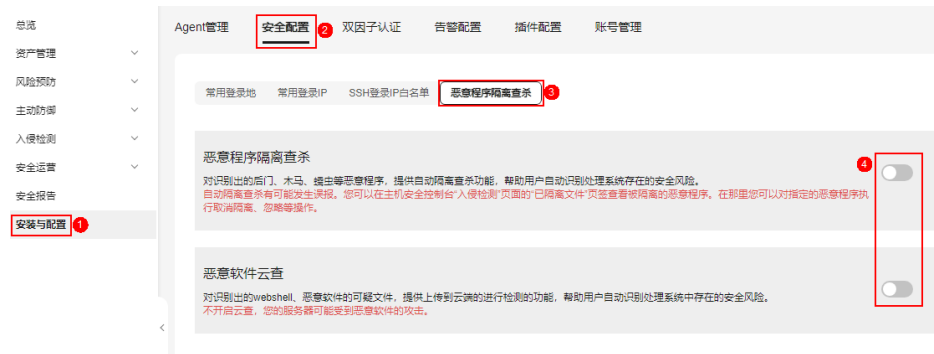 总览
资产管理
风险预防
主动防御
入侵检测
安全运营
安全报告
安装与配置 1
Agent管理 安全配置 2 双因子认证 告警配置 插件配置 账号管理
常用登录地 常用登录IP SSH登录IP白名单 恶意程序隔离查杀 3
恶意程序隔离查杀
4
对识别出的后门、木马、蠕虫等恶意程序，提供自动隔离查杀功能，帮助用户自动识别处理系统存在的安全风险。
自动隔离查杀有可能发生误报。您可以在主机安全控制台“入侵检测”页面的“已隔离文件”页签查看被隔离的恶意程序。在那里您可以对指定的恶意程序执
行取消隔离、忽略等操作。
恶意软件云查
对识别出的webshell、恶意软件的可疑文件，提供上传到云端的进行检测的功能，帮助用户自动识别处理系统中存在的安全风险。
不开启云查，您的服务器可能受到恶意软件的攻击。